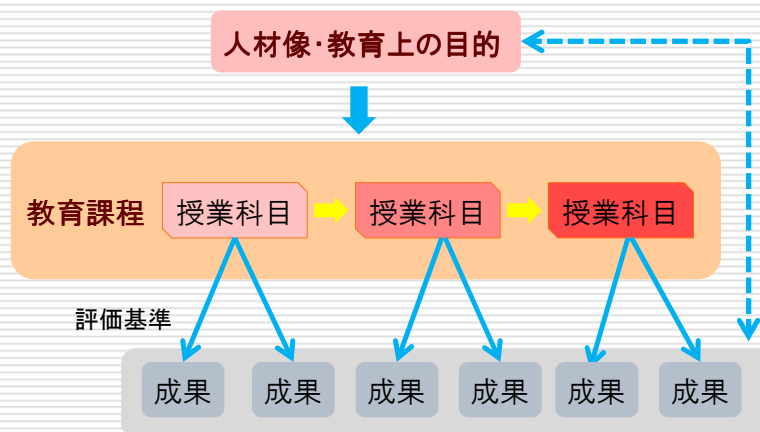 人材像・教育上の目的
教育課程 授業科目 授業科目 授業科目
評価基準
成果 成果 成果 成果 成果 成果